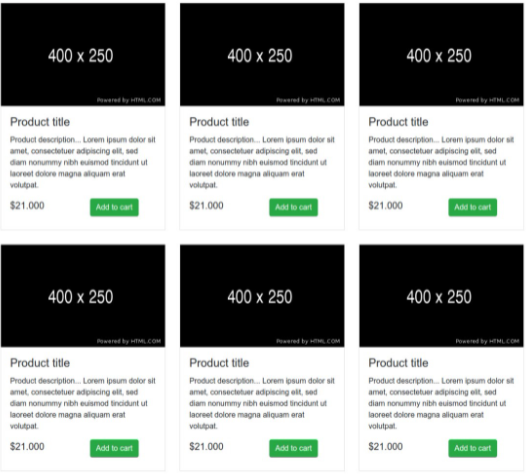 400 x 250
Powered by HTML.COM
Product title
Product description... Lorem ipsum dolor sit
amet, consectetuer adipiscing elit, sed
diam nonummy nibh euismod tincidunt ut
laoreet dolore magna aliquam erat
volutpat.
$21.000
Add to cart
400 x 250
Powered by HTML.COM
Product title
Product description... Lorem ipsum dolor sit
amet, consectetuer adipiscing elit, sed
diam nonummy nibh euismod tincidunt ut
laoreet dolore magna aliquam erat
volutpat.
$21.000
Add to cart
400 x 250
Powered by HTML.COM
Product title
Product description... Lorem ipsum dolor sit
amet, consectetuer adipiscing elit, sed
diam nonummy nibh euismod tincidunt ut
laoreet dolore magna aliquam erat
volutpat.
$21.000
Add to cart
400 x 250
Powered by HTML.COM
Product title
Product description... Lorem ipsum dolor sit
amet, consectetuer adipiscing elit, sed
diam nonummy nibh euismod tincidunt ut
laoreet dolore magna aliquam erat
volutpat.
$21.000
Add to cart
400 x 250
Powered by HTML.COM
Product title
Product description... Lorem ipsum dolor sit
amet, consectetuer adipiscing elit, sed
diam nonummy nibh euismod tincidunt ut
laoreet dolore magna aliquam erat
volutpat.
$21.000
Add to cart
400 x 250
Powered by HTML.COM
Product title
Product description... Lorem ipsum dolor sit
amet, consectetuer adipiscing elit, sed
diam nonummy nibh euismod tincidunt ut
laoreet dolore magna aliquam erat
volutpat.
$21.000
Add to cart